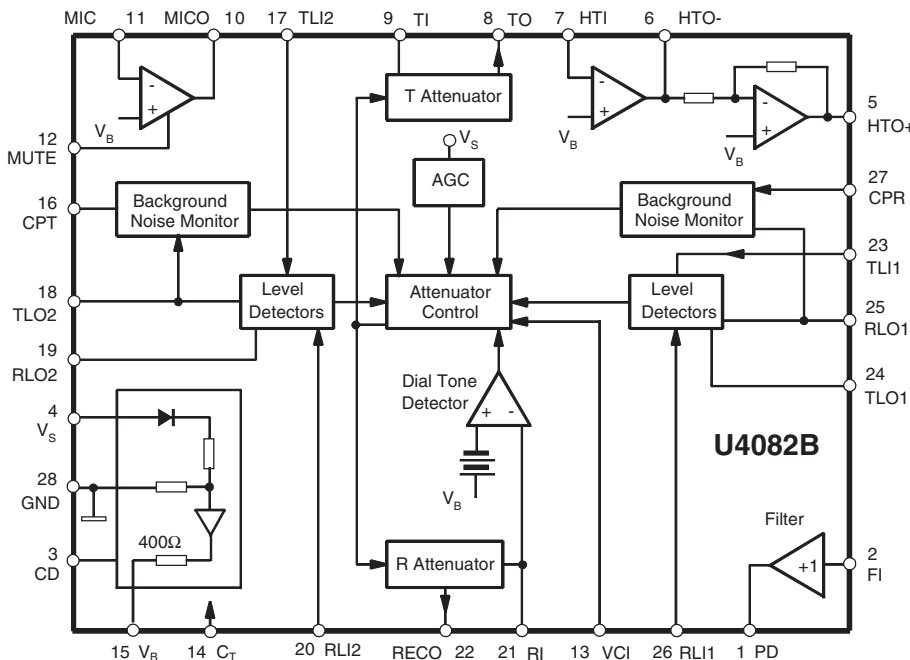 MIC 11 MICO 10 17 TLI2 9 TI 8 TO 7 HTI 6 HTO-
T Attenuator
- +
- +
- +
5
HTO+
V_B
V_B
V_B
12
MUTE
V_S
AGC
27
CPR
16
CPT
Background
Noise Monitor
Background
Noise Monitor
23
TLI1
18
TLO2
Level
Detectors
Attenuator
Control
Level
Detectors
25
RLO1
19
RLO2
24
TLO1
Dial Tone
Detector
+ -
4
V_S
U4082B
28
GND
V_B
400Ω
Filter
3
CD
R Attenuator
+1
2
FI
15 V_B 14 C_T 20 RLI2 RECO 22 21 RI 13 VCI 26 RLI1 1 PD